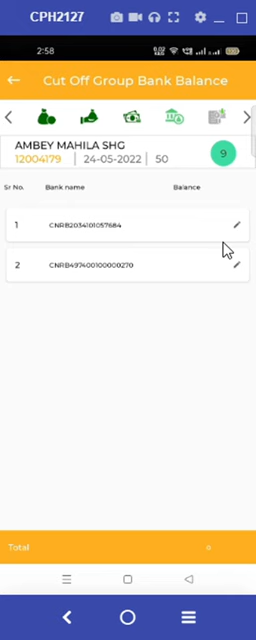 CPH2127
2:58
Cut Off Group Bank Balance
AMBEY MAHILA SHG
12004179 | 24-05-2022 | 50
9
Sr No. Bank name Balance
1 CNRB2034101057684
2 CNRB497400100000270
Total 0